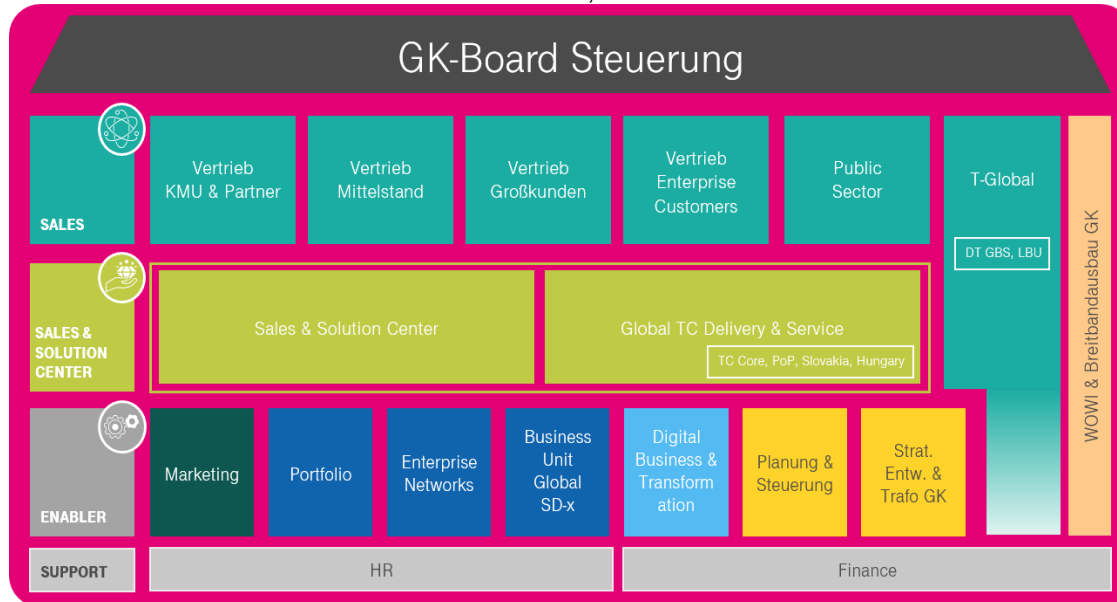 GK-Board Steuerung
SALES
Vertrieb
KMU & Partner
Vertrieb
Mittelstand
Vertrieb
Großkunden
Vertrieb
Enterprise
Customers
Public
Sector
T-Global
DT GBS, LBU
WOWI & Breitbandausbau GK
SALES &
SOLUTION
CENTER
Sales & Solution Center
Global TC Delivery & Service
TC Core, PoP, Slovakia, Hungary
ENABLER
Marketing
Portfolio
Enterprise
Networks
Business
Unit
Global
SD-x
Digital
Business &
Transform
ation
Planung &
Steuerung
Strat.
Entw. &
Trafo GK
SUPPORT
HR
Finance